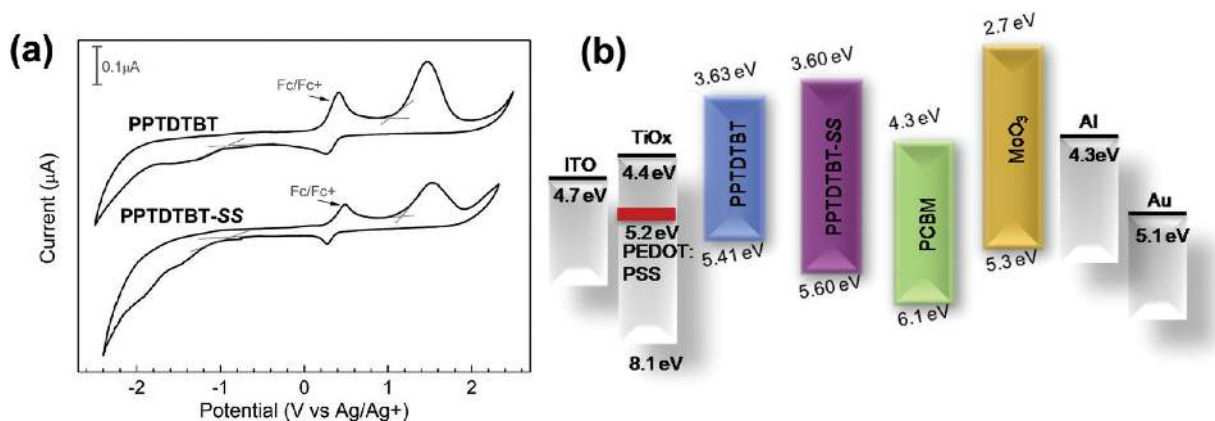 (a)
0.1μA
Fc/Fc+
PPTDTBT
Fc/Fc+
PPTDTBT-SS
Current (μA)
-2 -1 0 1 2
Potential (V vs Ag/Ag+)
(b)
ITO
4.7 eV
TiOx
4.4 eV
5.2 eV
PEDOT:
PSS
8.1 eV
3.63 eV
PPTDTBT
5.41 eV
3.60 eV
PPTDTBT-SS
5.60 eV
4.3 eV
PCBM
6.1 eV
2.7 eV
MoO3
5.3 eV
Al
4.3eV
Au
5.1 eV